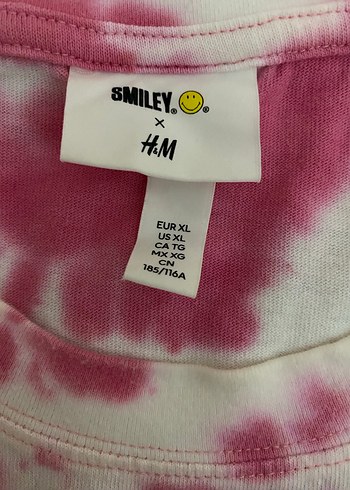 SMILEY® ®
×
H&M
EUR XL
US XL
CA TG
MX XG
CN
185/116A